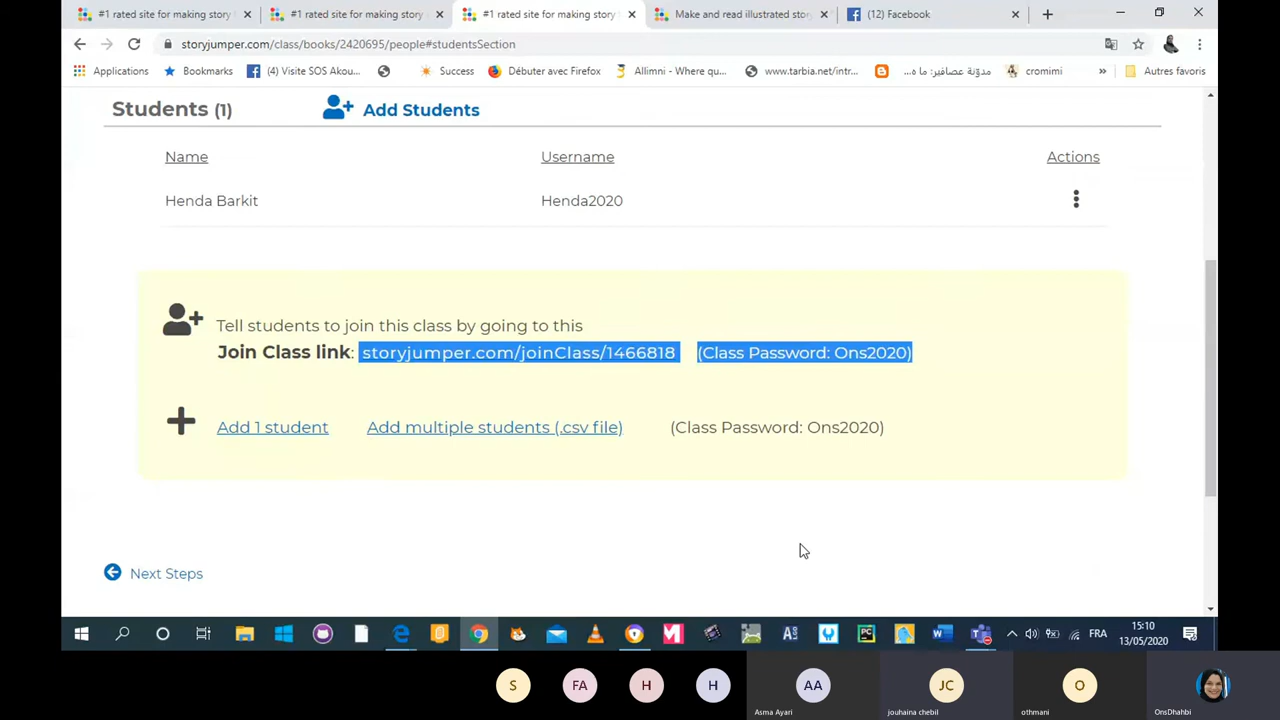 #1 rated site for making story
#1 rated site for making story
#1 rated site for making story
Make and read illustrated stor
(12) Facebook
storyjumper.com/class/books/2420695/people#studentsSection
Applications
Bookmarks
(4) Visite SOS Akou...
Success
Débuter avec Firefox
Allimni - Where qu...
www.tarbia.net/intr...
مدوّنة عصافير: ما ه...
cromimi
»
Autres favoris
Students (1)
Add Students
Name Username Actions
Henda Barkit Henda2020
Tell students to join this class by going to this
Join Class link: storyjumper.com/joinClass/1466818 (Class Password: Ons2020)
Add 1 student Add multiple students (.csv file) (Class Password: Ons2020)
Next Steps
FRA
15:10
13/05/2020
S
FA
H
H
AA
JC
O
Asma Ayari
jouhaina chebil
othmani
OnsDhahbi